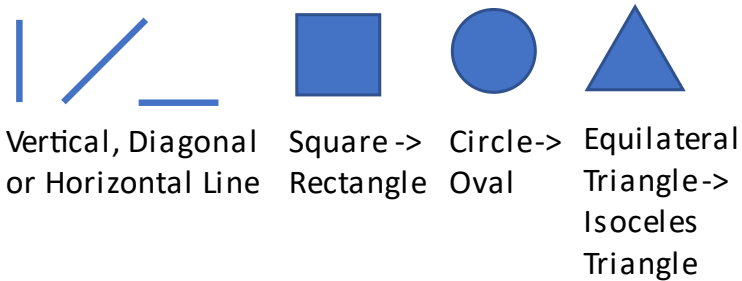 Vertical, Diagonal
or Horizontal Line
Square ->
Rectangle
Circle->
Oval
Equilateral
Triangle->
Isoceles
Triangle